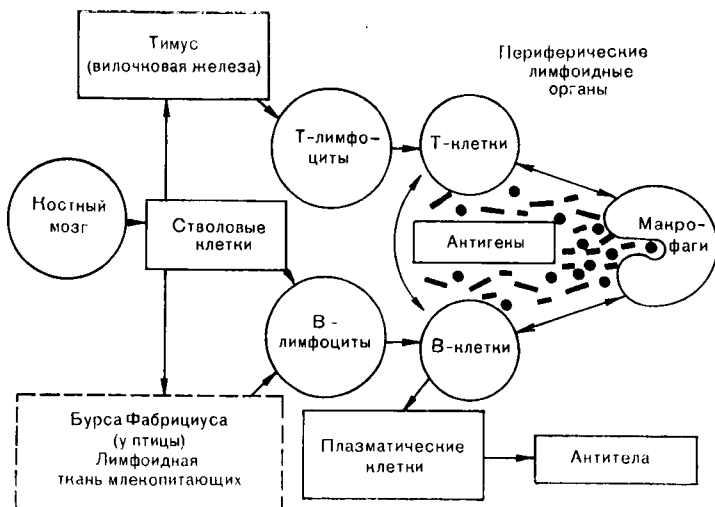 Тимус
(вилочковая железа)
Периферические
лимфоидные
органы
Т-лимфо-
циты
Т-клетки
Костный
мозг
Стволовые
клетки
Антигены
Макро-
фаги
В -
лимфоциты
В-клетки
Бурса Фабрициуса
(у птицы)
Лимфоидная
ткань млекопитающих
Плазматические
клетки
Антитела